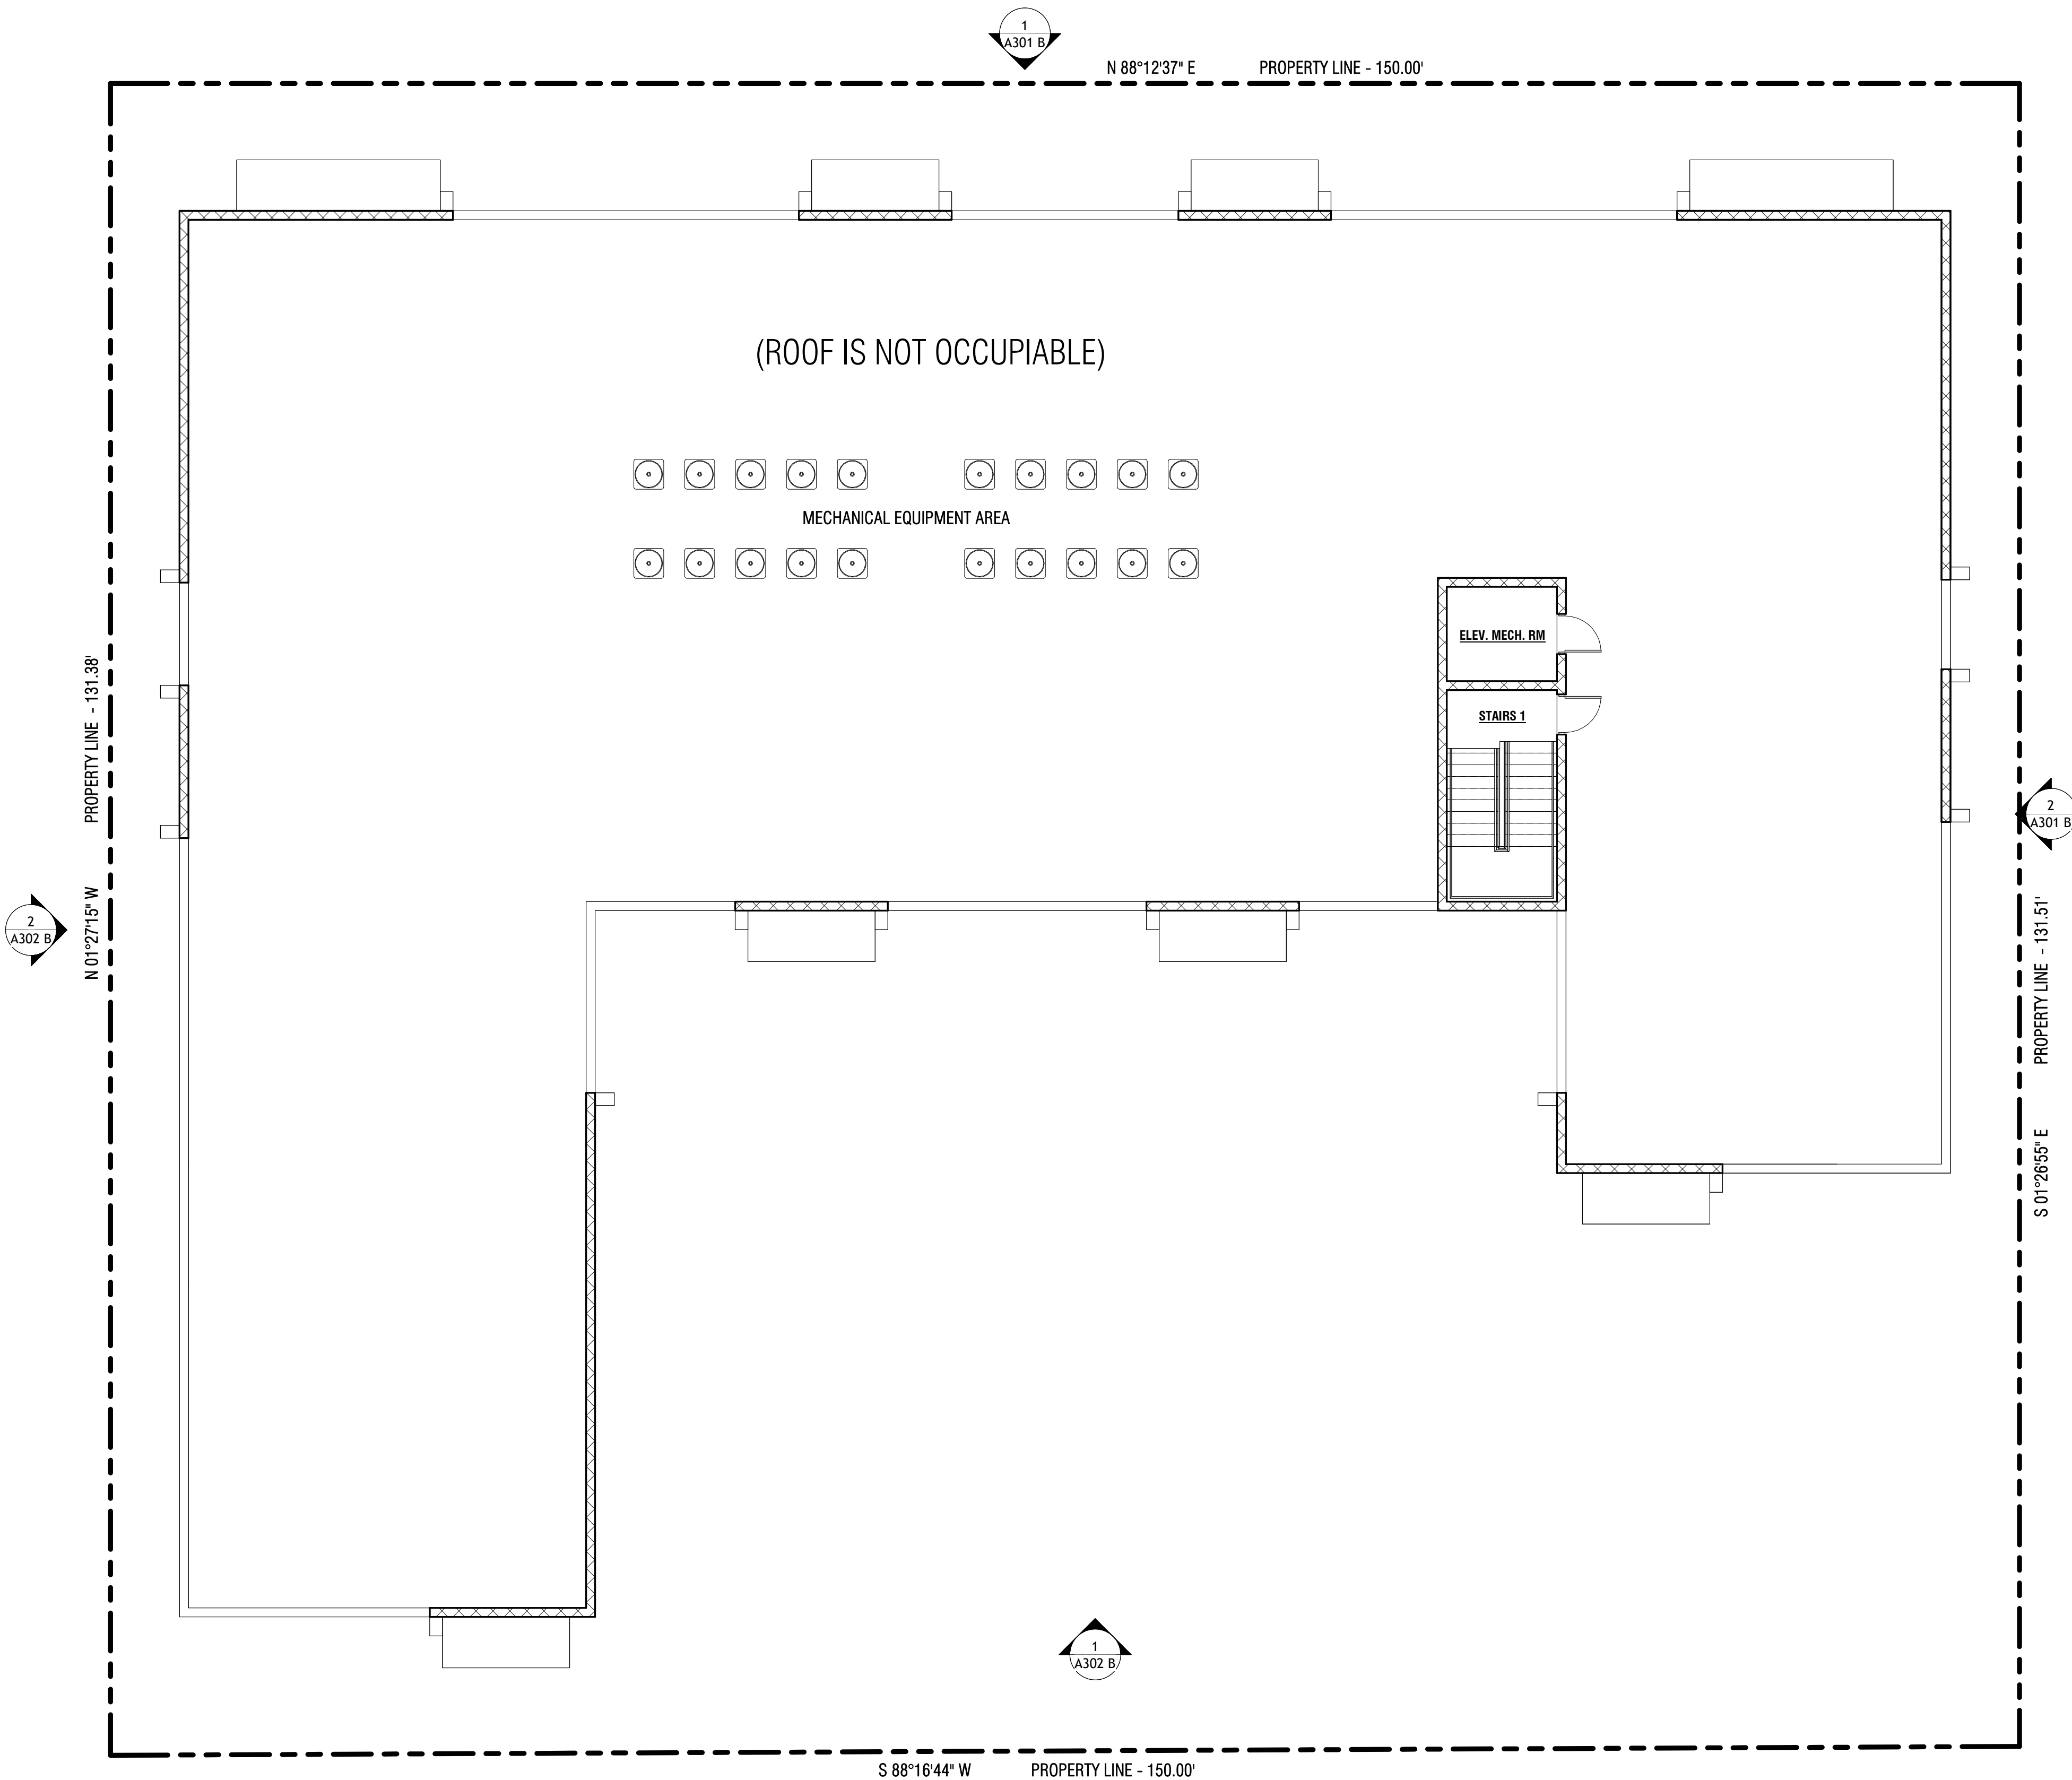 1
A301 B
N 88°12'37" E PROPERTY LINE - 150.00'
(ROOF IS NOT OCCUPIABLE)
MECHANICAL EQUIPMENT AREA
ELEV. MECH. RM
STAIRS 1
N 01°27'15" W PROPERTY LINE - 131.38'
2
A302 B
2
A301 B
S 01°26'55" E PROPERTY LINE - 131.51'
1
A302 B
S 88°16'44" W PROPERTY LINE - 150.00'